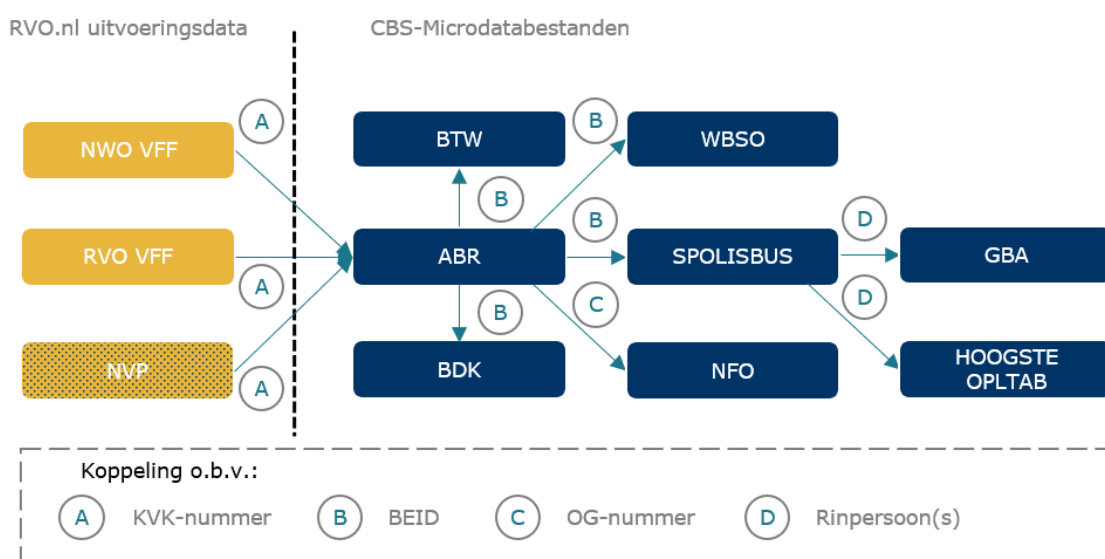 RVO.nl uitvoeringsdata
CBS-Microdatabestanden
A
B
NWO VFF
BTW
WBSO
B
B
D
RVO VFF
ABR
SPOLISBUS
GBA
A
B
C
D
NVP
BDK
NFO
HOOGSTE
OPLTAB
A
Koppeling o.b.v.:
A KVK-nummer B BEID C OG-nummer D Rinpersoon(s)